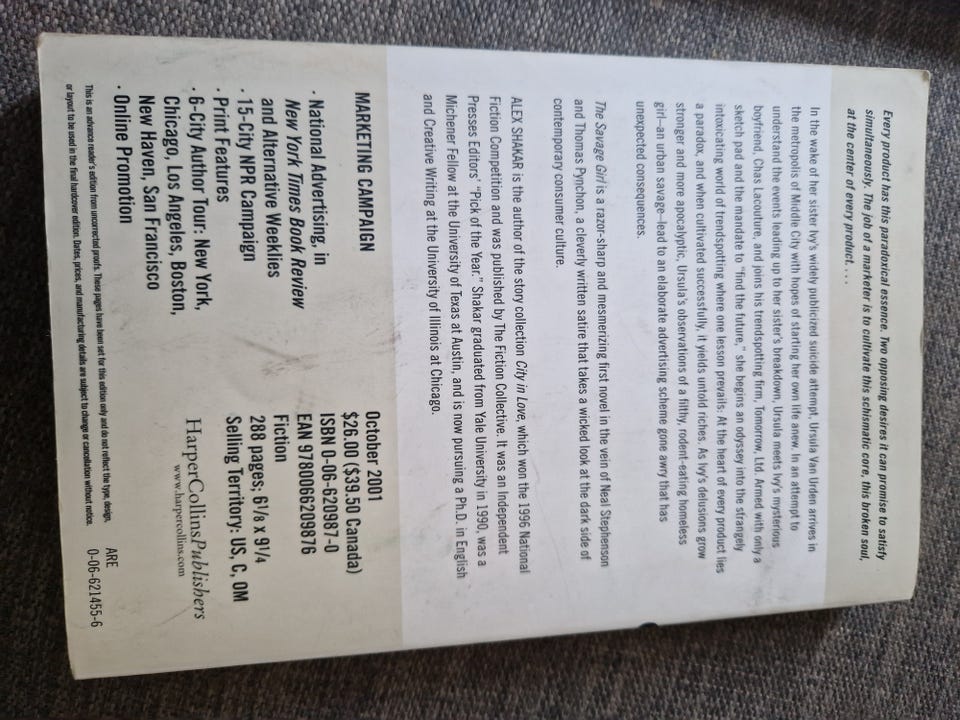 Every product has this paradoxical essence. Two opposing desires it can promise to satisfy
simultaneously. The job of a marketer is to cultivate this schismatic core, this broken soul,
at the center of every product. . . .
In the wake of her sister Ivy's widely publicized suicide attempt, Ursula Van Urden arrives in
the metropolis of Middle City with hopes of starting her own life anew. In an attempt to
understand the events leading up to her sister's breakdown, Ursula meets Ivy's mysterious
boyfriend, Chas Lacouture, and joins his trendspotting firm, Tomorrow, Ltd. Armed with only a
sketch pad and the mandate to "find the future," she begins an odyssey into the strangely
intoxicating world of trendspotting where one lesson prevails: At the heart of every product lies
a paradox, and when cultivated successfully, it yields untold riches. As Ivy's delusions grow
stronger and more apocalyptic, Ursula's observations of a filthy, rodent-eating homeless
girl–an urban savage–lead to an elaborate advertising scheme gone awry that has
unexpected consequences.
The Savage Girl is a razor-sharp and mesmerizing first novel in the vein of Neal Stephenson
and Thomas Pynchon, a cleverly written satire that takes a wicked look at the dark side of
contemporary consumer culture.
ALEX SHAKAR is the author of the story collection City in Love, which won the 1996 National
Fiction Competition and was published by The Fiction Collective. It was an Independent
Presses Editors' "Pick of the Year." Shakar graduated from Yale University in 1990, was a
Michener Fellow at the University of Texas at Austin, and is now pursuing a Ph.D. in English
and Creative Writing at the University of Illinois at Chicago.
MARKETING CAMPAIGN
· National Advertising, in
New York Times Book Review
and Alternative Weeklies
· 15-City NPR Campaign
· Print Features
· 6-City Author Tour: New York,
Chicago, Los Angeles, Boston,
New Haven, San Francisco
· Online Promotion
October 2001
$26.00 ($39.50 Canada)
ISBN 0-06-620987-0
EAN 9780066209876
Fiction
288 pages; 6 1/8 x 9 1/4
Selling Territory: US, C, OM
HarperCollinsPublishers
www.harpercollins.com
This is an advance reader's edition from uncorrected proofs. These pages have been set for this edition only and do not reflect the type, design,
or layout to be used in the final hardcover edition. Dates, prices, and manufacturing details are subject to change or cancellation without notice.
ARE
0-06-621455-6